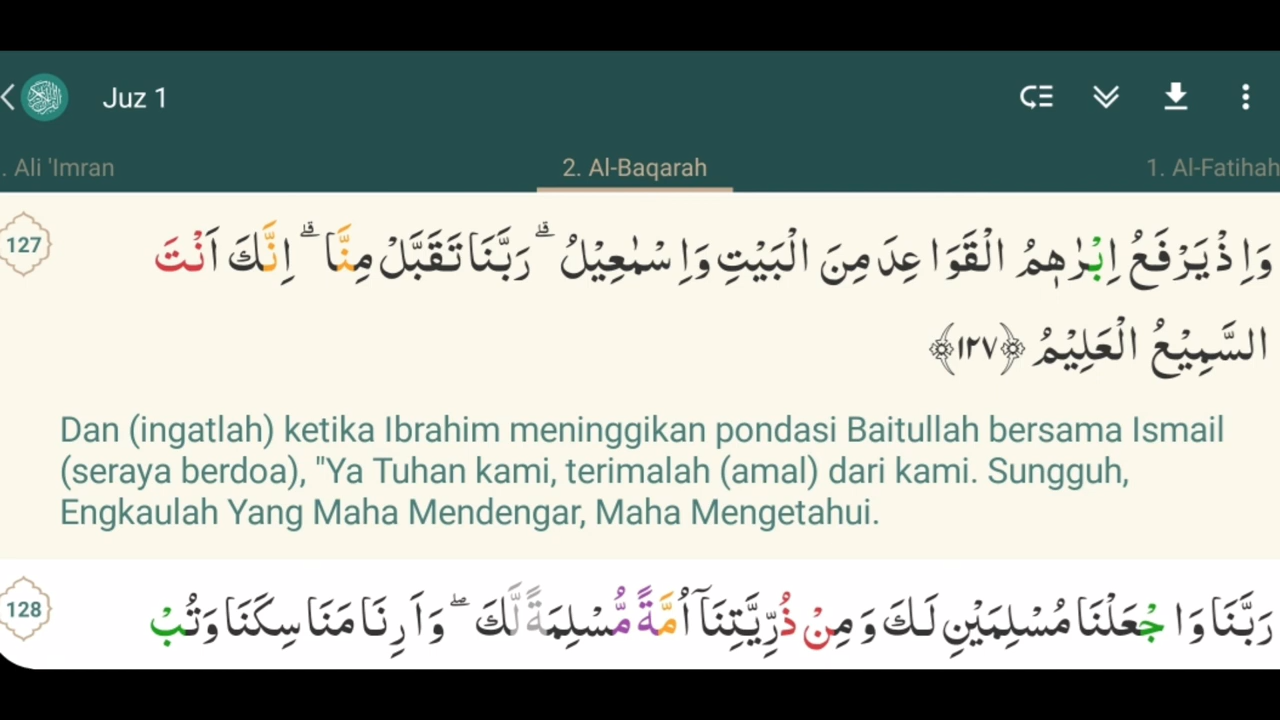 Juz 1
. Ali 'Imran
2. Al-Baqarah
1. Al-Fatihah
127
وَاِذْ يَرْفَعُ اِبْرٰهٖمُ الْقَوَاعِدَ مِنَ الْبَيْتِ وَاِسْمٰعِيْلُ ۗ رَبَّنَا تَقَبَّلْ مِنَّا ۗ اِنَّكَ اَنْتَ
السَّمِيْعُ الْعَلِيْمُ ﴿١٢٧﴾
Dan (ingatlah) ketika Ibrahim meninggikan pondasi Baitullah bersama Ismail
(seraya berdoa), "Ya Tuhan kami, terimalah (amal) dari kami. Sungguh,
Engkaulah Yang Maha Mendengar, Maha Mengetahui.
128
رَبَّنَا وَاجْعَلْنَا مُسْلِمَيْنِ لَكَ وَمِنْ ذُرِّيَّتِنَآ اُمَّةً مُّسْلِمَةً لَّكَ ۖ وَاَرِنَا مَنَاسِكَنَا وَتُبْ